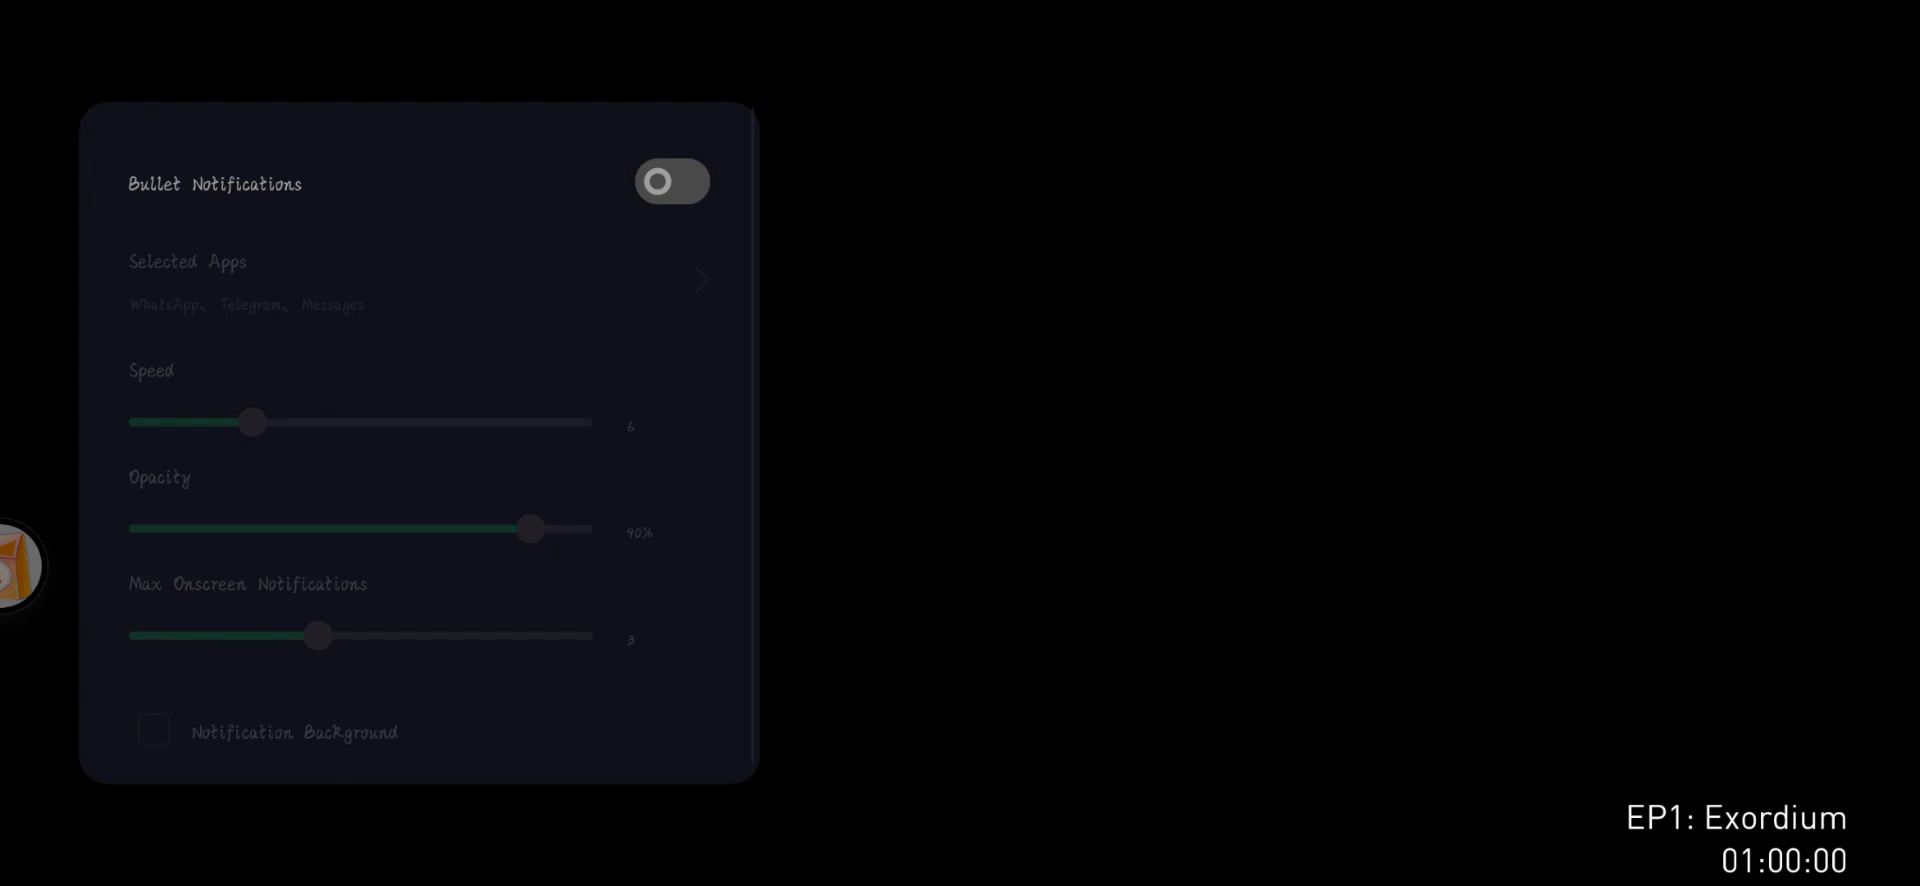 Bullet Notifications
Selected Apps
WhatsApp、 Telegram、 Messages
Speed
6
Opacity
90%
Max Onscreen Notifications
3
Notification Background
EP1: Exordium
01:00:00